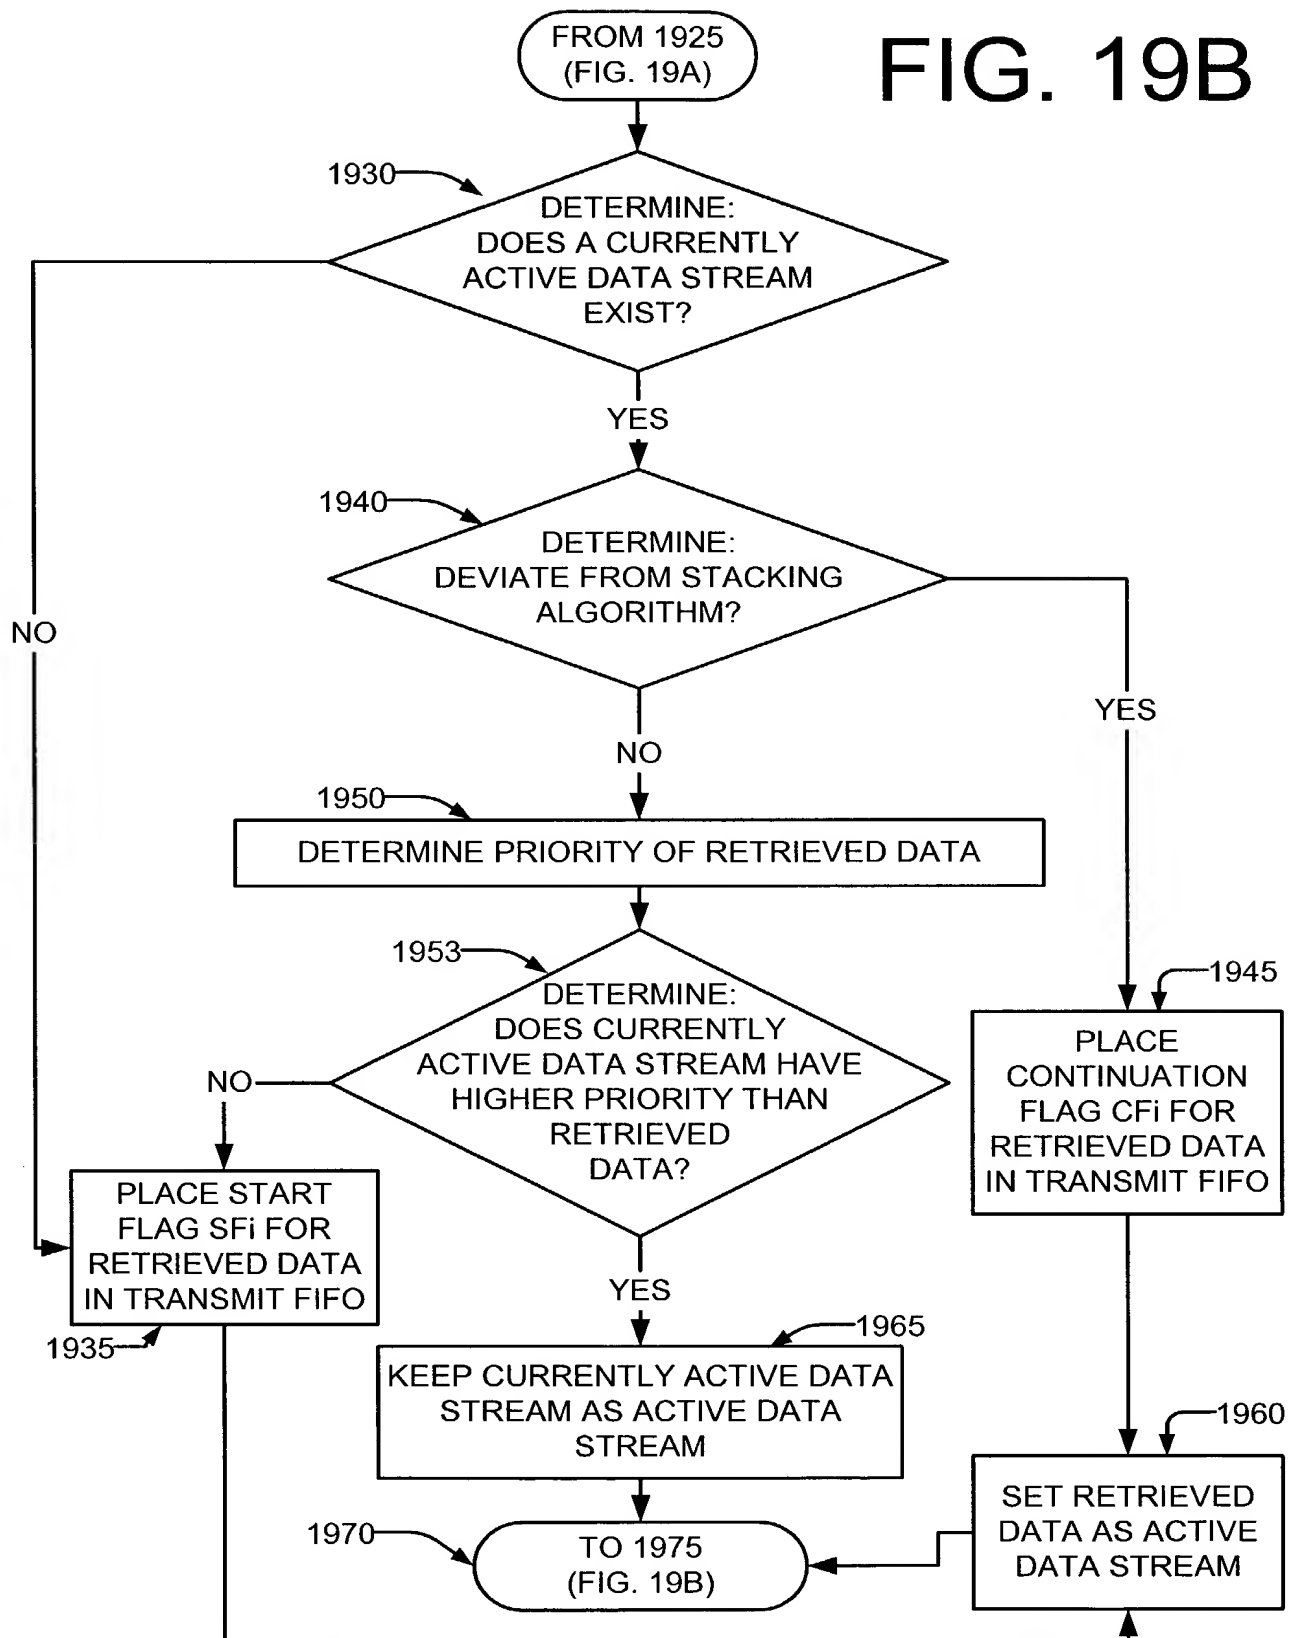 FROM 1925
(FIG. 19A)
FIG. 19B
1930
DETERMINE:
DOES A CURRENTLY
ACTIVE DATA STREAM
EXIST?
YES
NO
1940
DETERMINE:
DEVIATE FROM STACKING
ALGORITHM?
YES
NO
1950
DETERMINE PRIORITY OF RETRIEVED DATA
1953
DETERMINE:
DOES CURRENTLY
ACTIVE DATA STREAM HAVE
HIGHER PRIORITY THAN
RETRIEVED
DATA?
NO
1945
PLACE
CONTINUATION
FLAG CFi FOR
RETRIEVED DATA
IN TRANSMIT FIFO
PLACE START
FLAG SFi FOR
RETRIEVED DATA
IN TRANSMIT FIFO
1935
YES
1965
KEEP CURRENTLY ACTIVE DATA
STREAM AS ACTIVE DATA
STREAM
1960
SET RETRIEVED
DATA AS ACTIVE
DATA STREAM
1970
TO 1975
(FIG. 19B)